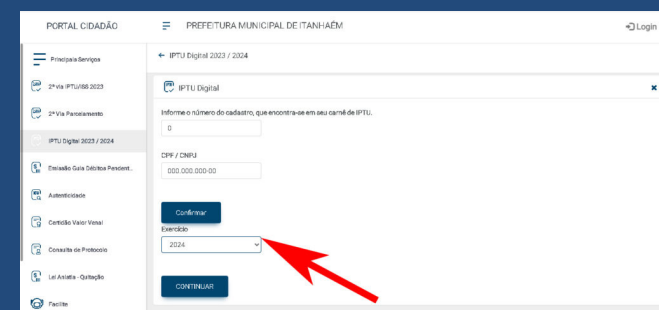 PORTAL CIDADÃO
PREFEITURA MUNICIPAL DE ITANHAÉM
Login
Principais Serviços
← IPTU Digital 2023 / 2024
2ª via IPTU/ISS 2023
IPTU Digital
2ª Via Parcelamento
Informe o número do cadastro, que encontra-se em seu carnê de IPTU.
0
IPTU Digital 2023 / 2024
CPF / CNPJ
Emissão Guia Débitos Pendent..
000.000.000-00
Autenticidade
Confirmar
Certidão Valor Venal
Exercício
2024
Consulta de Protocolo
Lei Anistia - Quitação
CONTINUAR
Facilite